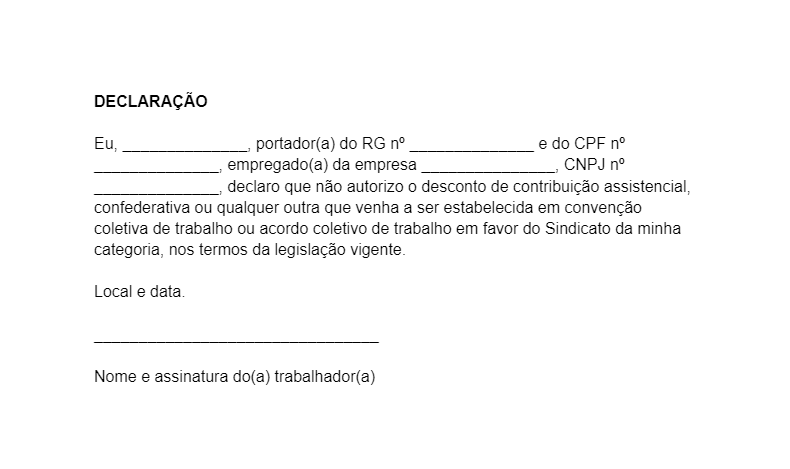 DECLARAÇÃO
Eu, ______________, portador(a) do RG nº ______________ e do CPF nº
______________, empregado(a) da empresa _______________, CNPJ nº
______________, declaro que não autorizo o desconto de contribuição assistencial,
confederativa ou qualquer outra que venha a ser estabelecida em convenção
coletiva de trabalho ou acordo coletivo de trabalho em favor do Sindicato da minha
categoria, nos termos da legislação vigente.
Local e data.
________________________________
Nome e assinatura do(a) trabalhador(a)